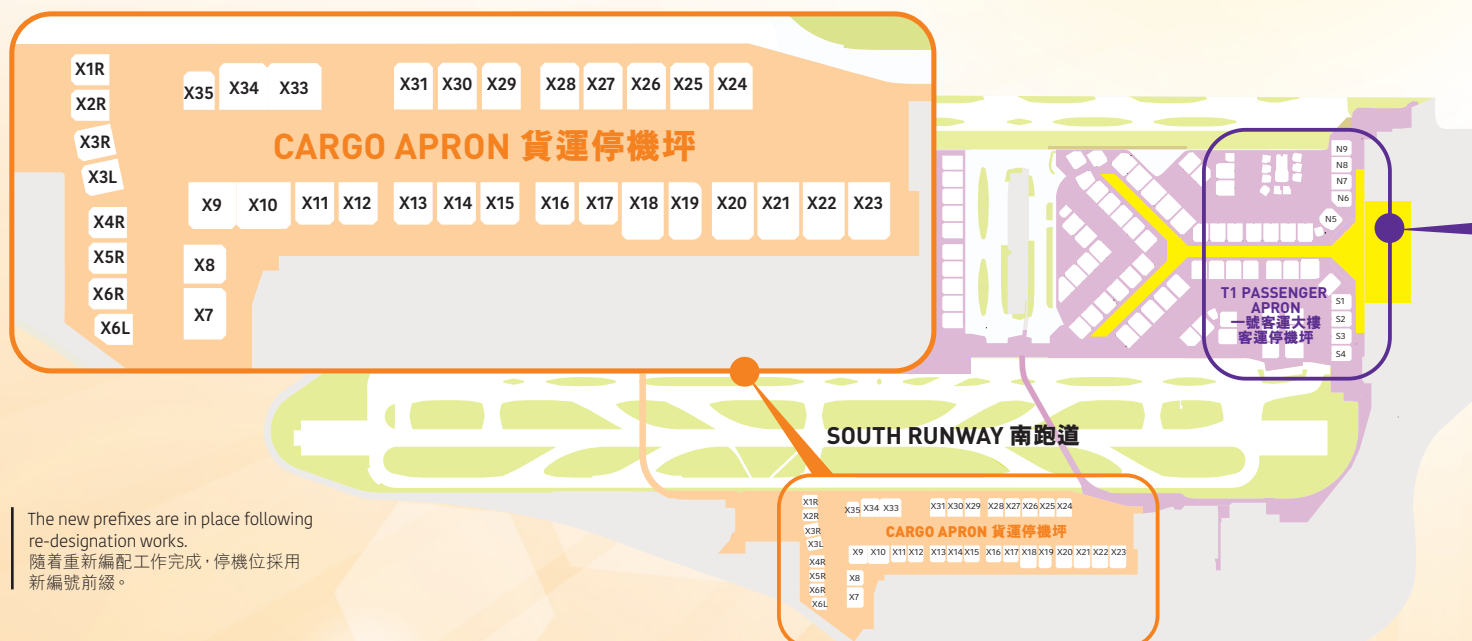 X1R
X2R
X3R
X3L
X4R
X5R
X6R
X6L
X35 X34 X33 X31 X30 X29 X28 X27 X26 X25 X24
CARGO APRON 貨運停機坪
X9 X10 X11 X12 X13 X14 X15 X16 X17 X18 X19 X20 X21 X22 X23
X8
X7
N9
N8
N7
N6
N5
T1 PASSENGER
APRON
一號客運大樓
客運停機坪
S1
S2
S3
S4
SOUTH RUNWAY 南跑道
X1R
X2R
X3R
X3L
X4R
X5R
X6R
X6L
X35 X34 X33 X31 X30 X29 X28 X27 X26 X25 X24
CARGO APRON 貨運停機坪
X9 X10 X11 X12 X13 X14 X15 X16 X17 X18 X19 X20 X21 X22 X23
X8
X7
The new prefixes are in place following
re-designation works.
隨着重新編配工作完成，停機位採用
新編號前綴。